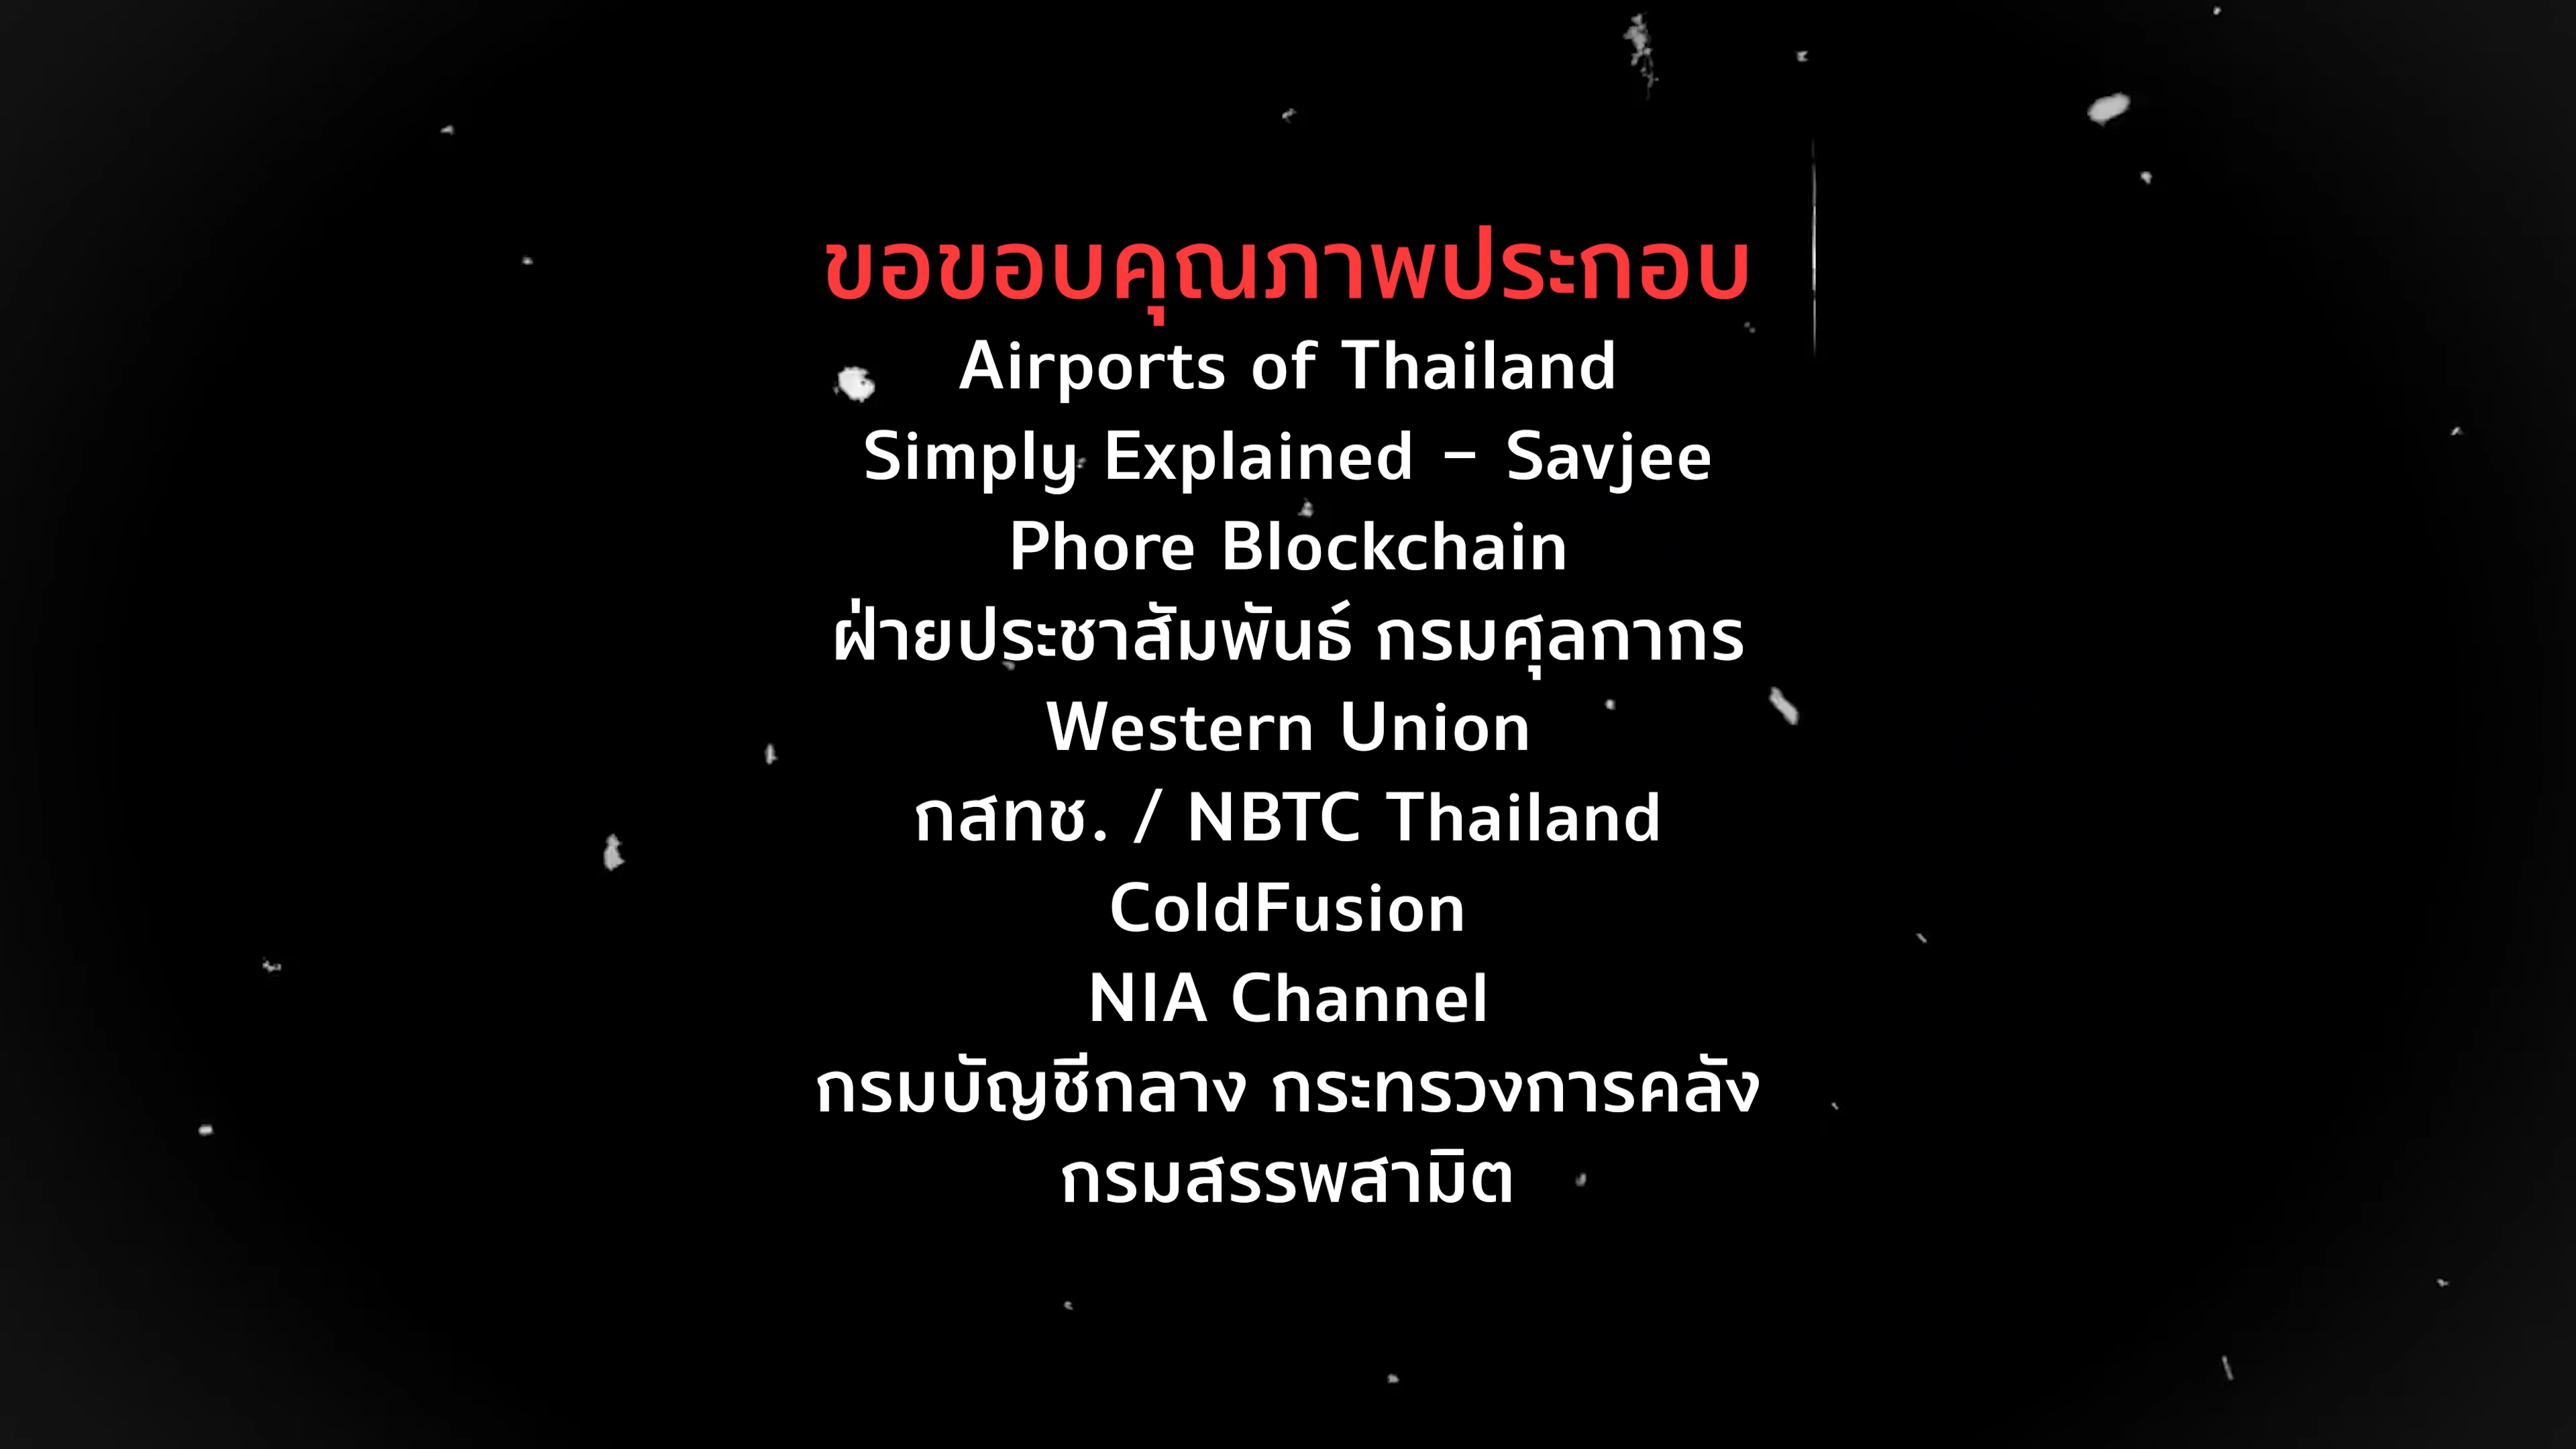 ขอขอบคุณภาพประกอบ
Airports of Thailand
Simply Explained – Savjee
Phore Blockchain
ฝ่ายประชาสัมพันธ์ กรมศุลกากร
Western Union
กสทช. / NBTC Thailand
ColdFusion
NIA Channel
กรมบัญชีกลาง กระทรวงการคลัง
กรมสรรพสามิต